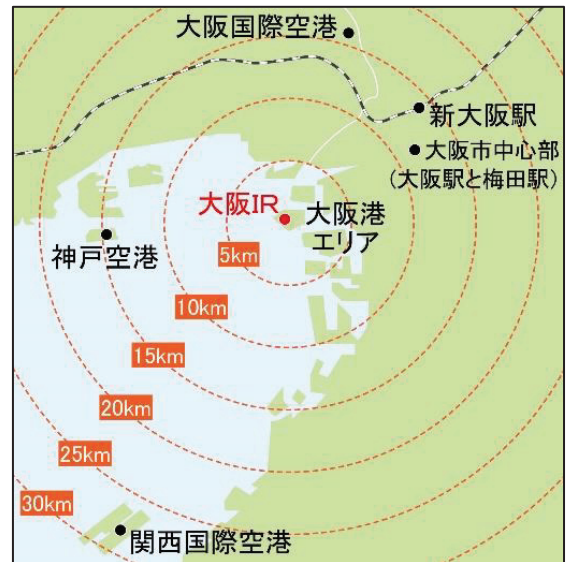 大阪国際空港
新大阪駅
大阪市中心部
(大阪駅と梅田駅)
大阪IR
大阪港
エリア
神戸空港
5km
10km
15km
20km
25km
30km
関西国際空港